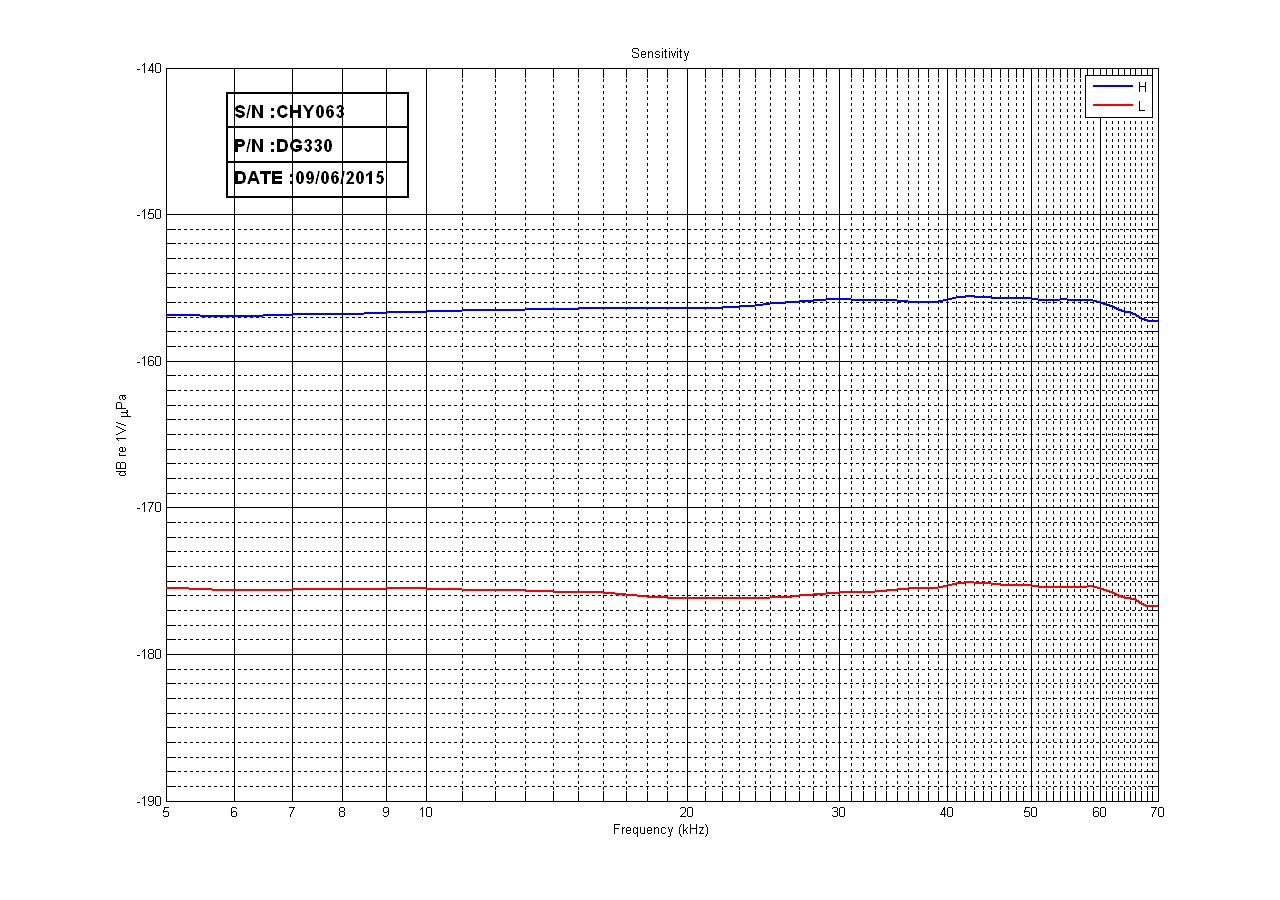 Sensitivity
S/N :CHY063
P/N :DG330
DATE :09/06/2015
H
L
-140
-150
-160
-170
-180
-190
dB re 1V/ µPa
5 6 7 8 9 10 20 30 40 50 60 70
Frequency (kHz)